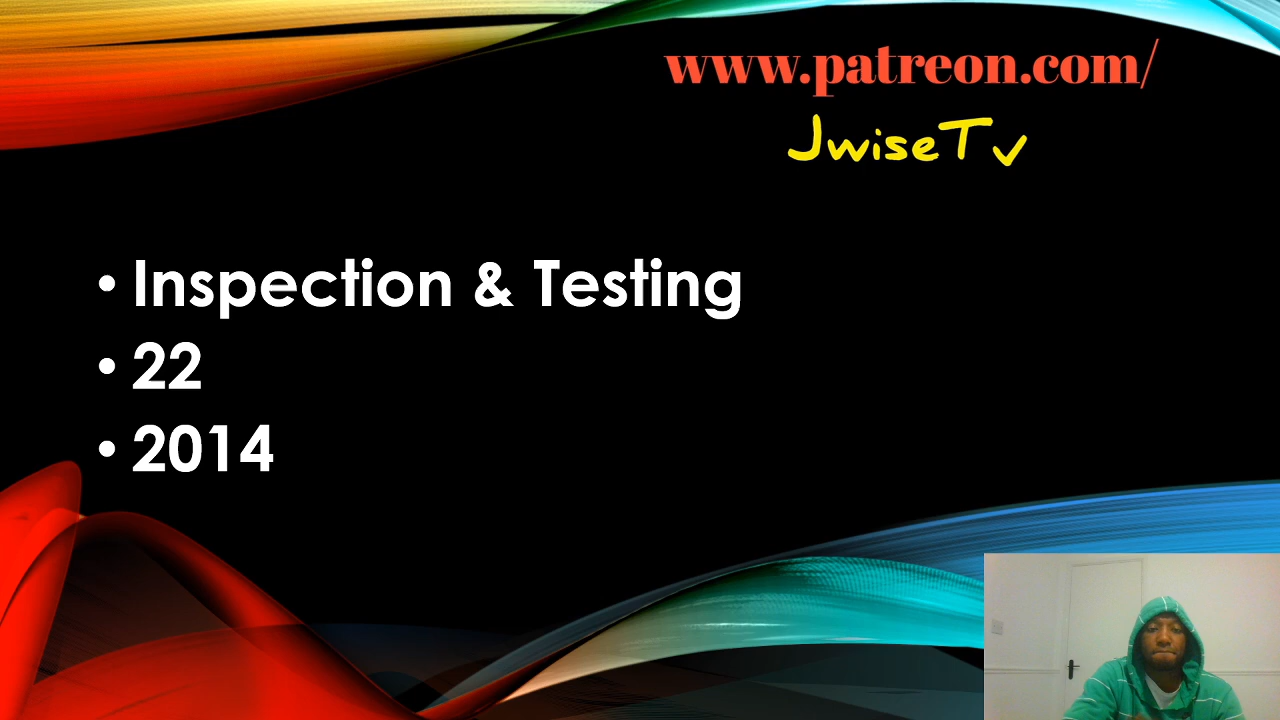 www.patreon.com/
JwiseTv
• Inspection & Testing
• 22
• 2014